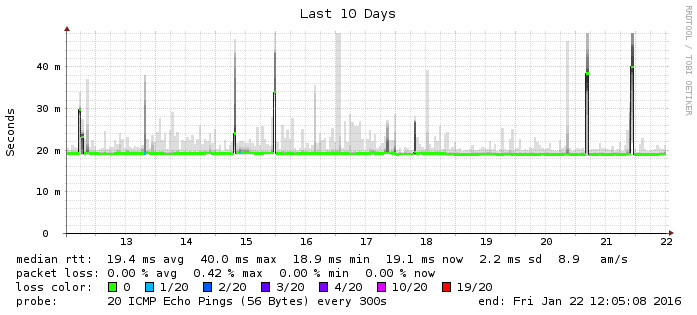 Last 10 Days
RRDTOOL / TOBI OETIKER
Seconds
40 m
30 m
20 m
10 m
0
13 14 15 16 17 18 19 20 21 22
median rtt: 19.4 ms avg 40.0 ms max 18.9 ms min 19.1 ms now 2.2 ms sd 8.9 am/s
packet loss: 0.00 % avg 0.42 % max 0.00 % min 0.00 % now
loss color: 0 1/20 2/20 3/20 4/20 10/20 19/20
probe: 20 ICMP Echo Pings (56 Bytes) every 300s end: Fri Jan 22 12:05:08 2016